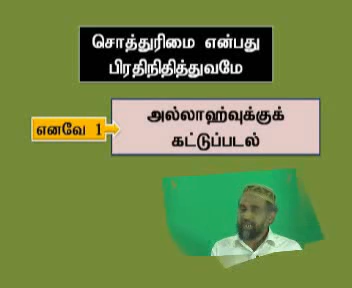 சொத்துரிமை என்பது
பிரதிநிதித்துவமே
எனவே 1
அல்லாஹ்வுக்குக்
கட்டுப்படல்